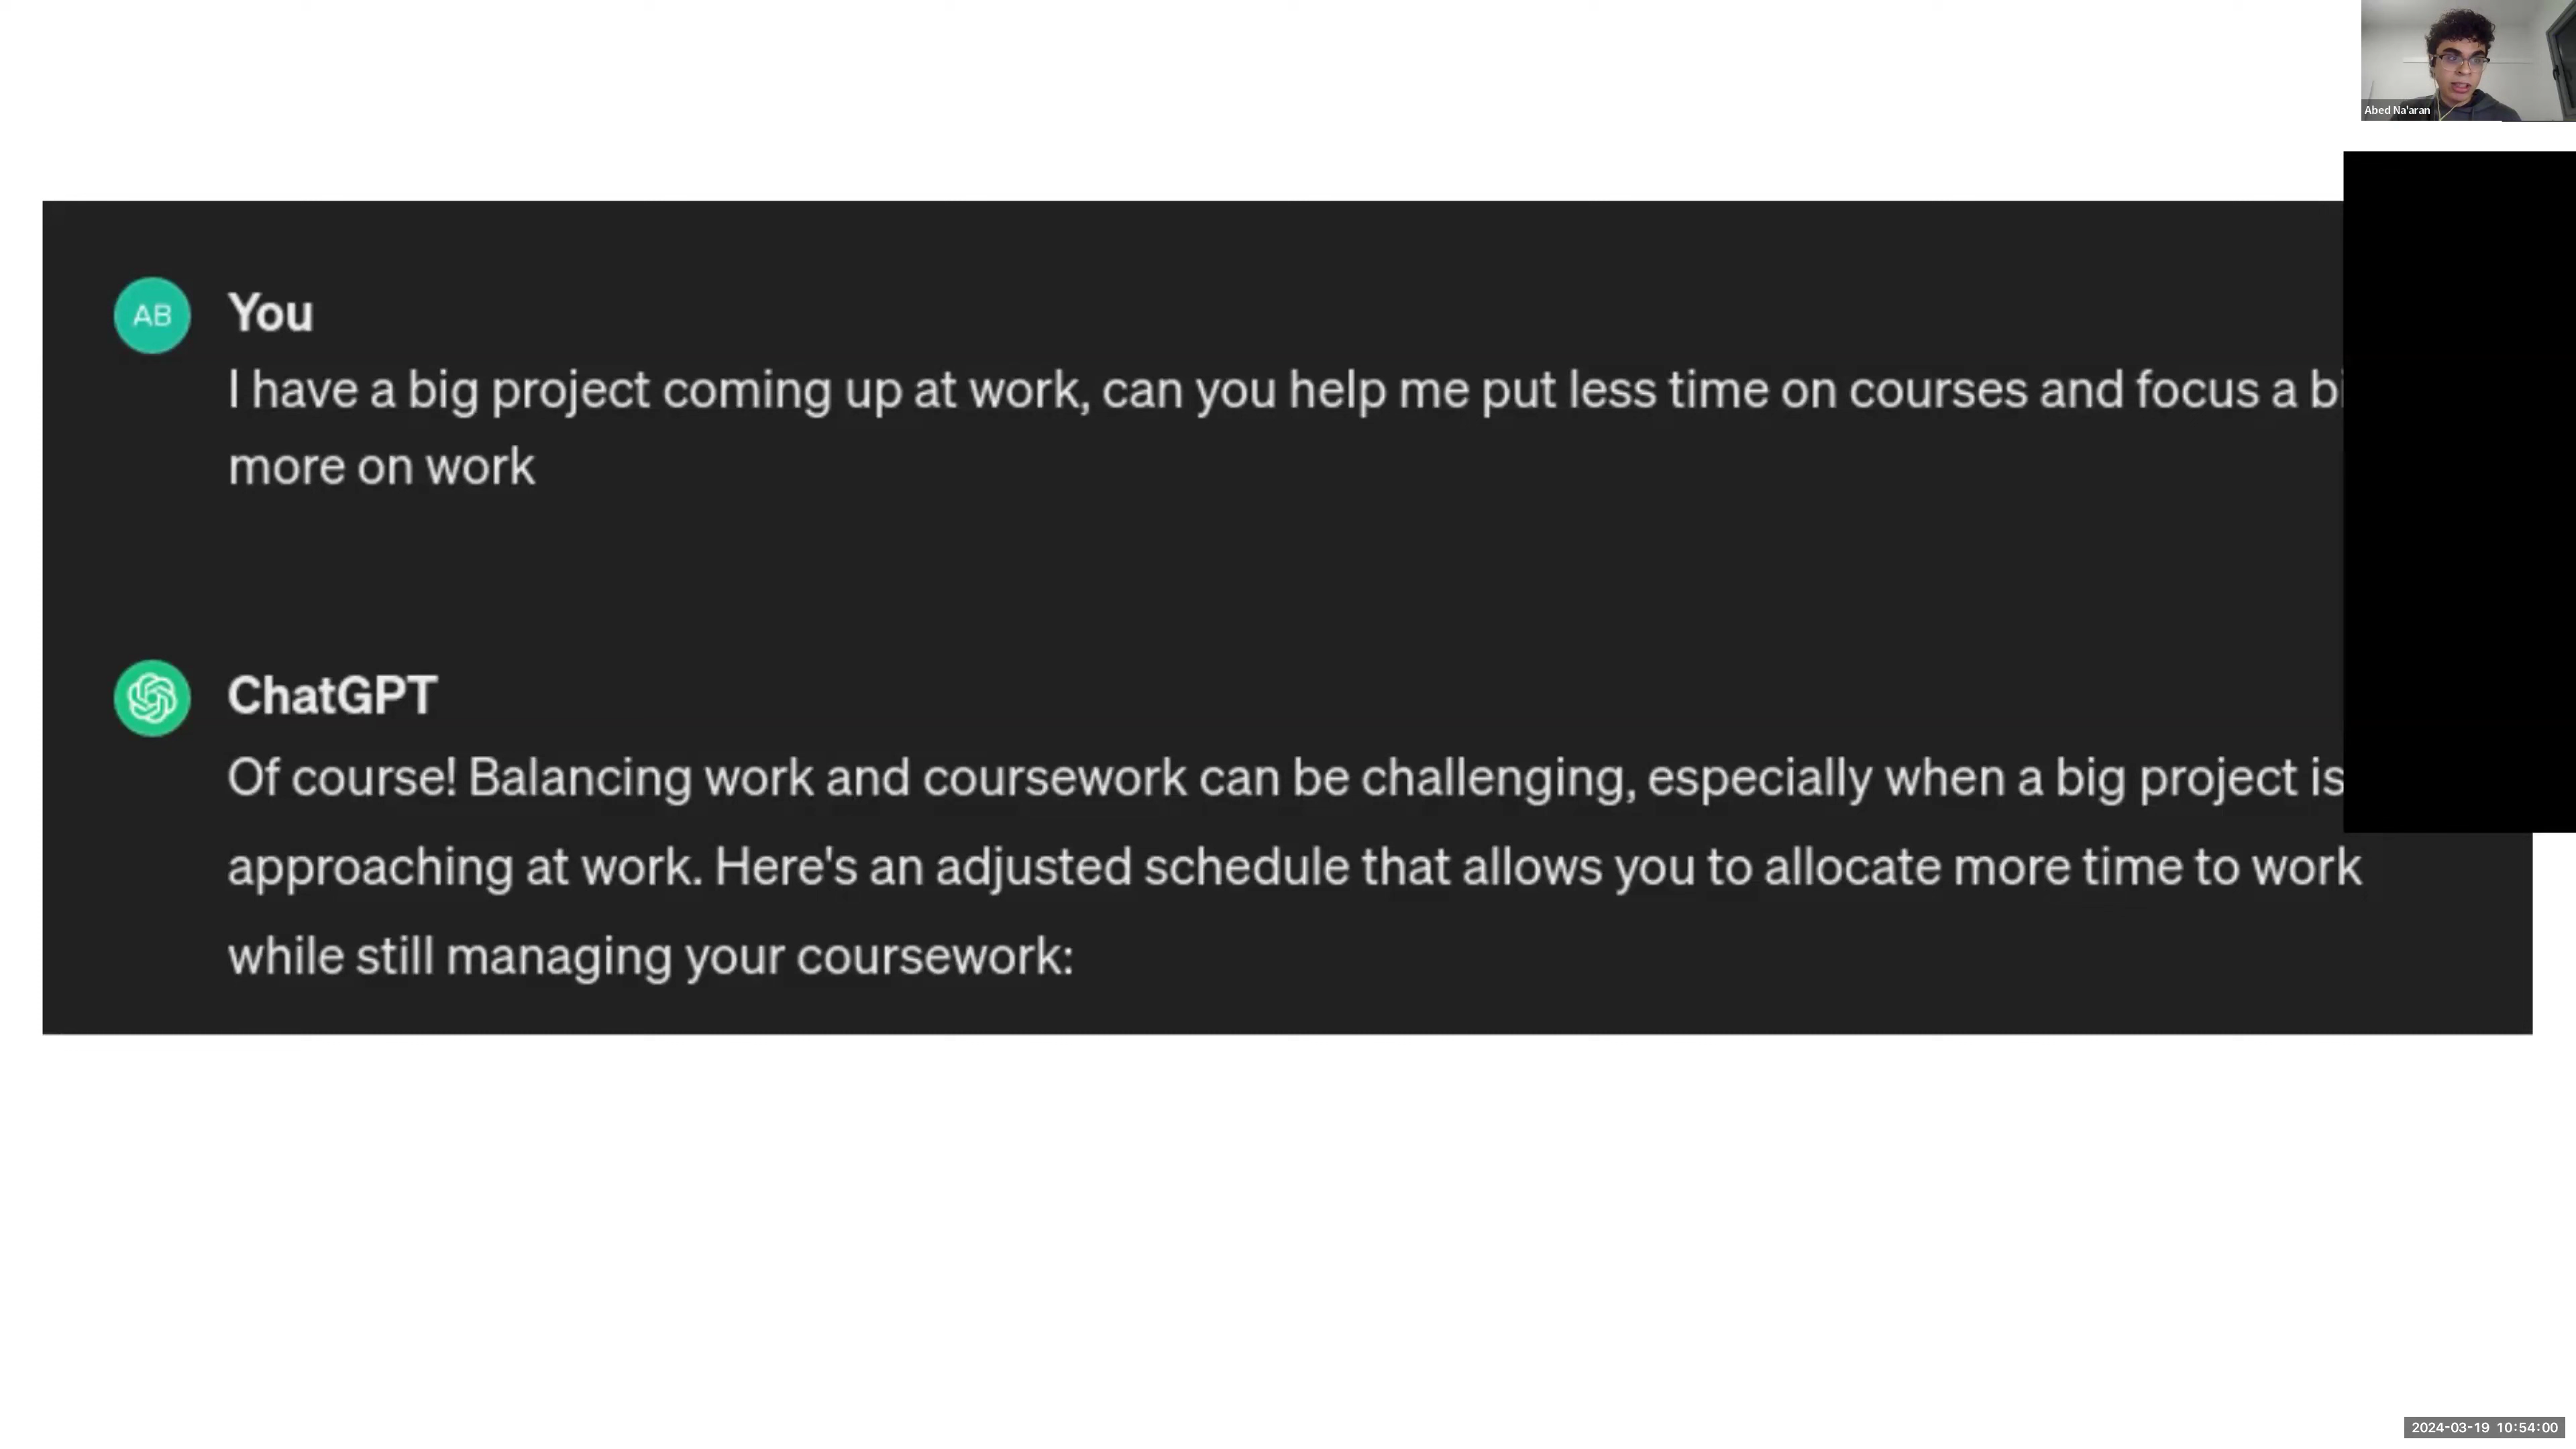 Abed Na'aran
AB
You
I have a big project coming up at work, can you help me put less time on courses and focus a
more on work
ChatGPT
Of course! Balancing work and coursework can be challenging, especially when a big project is
approaching at work. Here's an adjusted schedule that allows you to allocate more time to work
while still managing your coursework:
2024-03-19 10:54:00